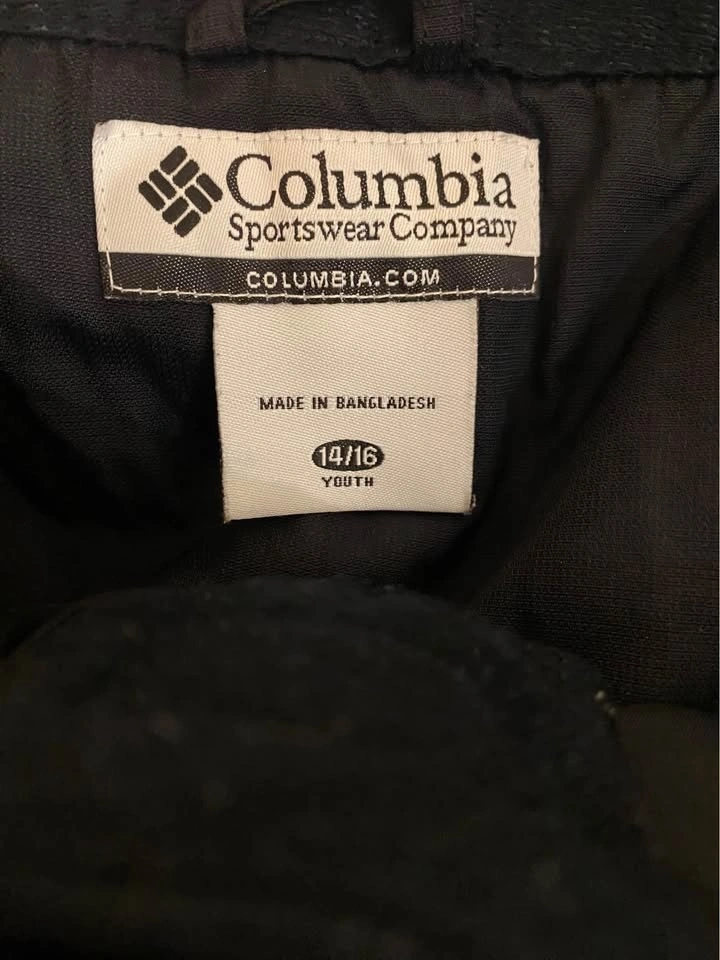 Columbia
Sportswear Company
COLUMBIA.COM
MADE IN BANGLADESH
14/16
YOUTH